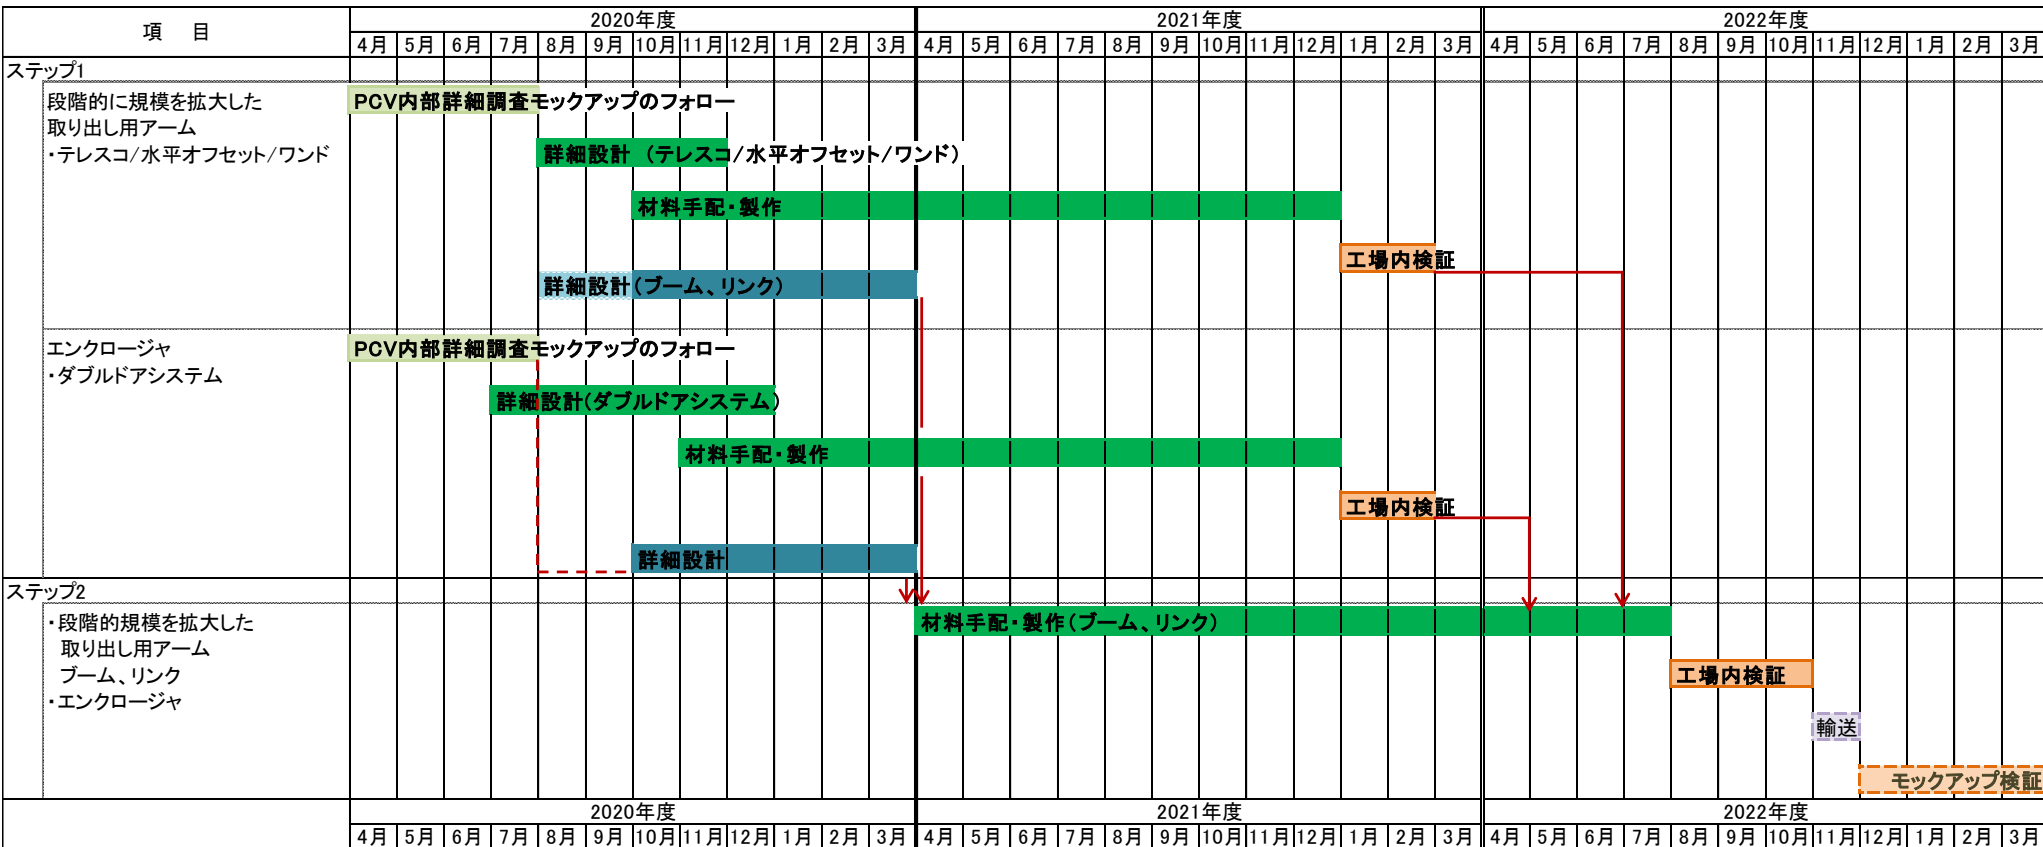 項　目
2020年度 2021年度 2022年度
4月 5月 6月 7月 8月 9月 10月 11月 12月 1月 2月 3月 4月 5月 6月 7月 8月 9月 10月 11月 12月 1月 2月 3月 4月 5月 6月 7月 8月 9月 10月 11月 12月 1月 2月 3月
ステップ1
段階的に規模を拡大した
取り出し用アーム
・テレスコ/水平オフセット/ワンド
PCV内部詳細調査モックアップのフォロー
詳細設計（テレスコ/水平オフセット/ワンド）
材料手配・製作
工場内検証
詳細設計(ブーム、リンク)
エンクロージャ
・ダブルドアシステム
PCV内部詳細調査モックアップのフォロー
詳細設計(ダブルドアシステム)
材料手配・製作
工場内検証
詳細設計
ステップ2
・段階的規模を拡大した
取り出し用アーム
ブーム、リンク
・エンクロージャ
材料手配・製作(ブーム、リンク)
工場内検証
輸送
モックアップ検証
2020年度 2021年度 2022年度
4月 5月 6月 7月 8月 9月 10月 11月 12月 1月 2月 3月 4月 5月 6月 7月 8月 9月 10月 11月 12月 1月 2月 3月 4月 5月 6月 7月 8月 9月 10月 11月 12月 1月 2月 3月